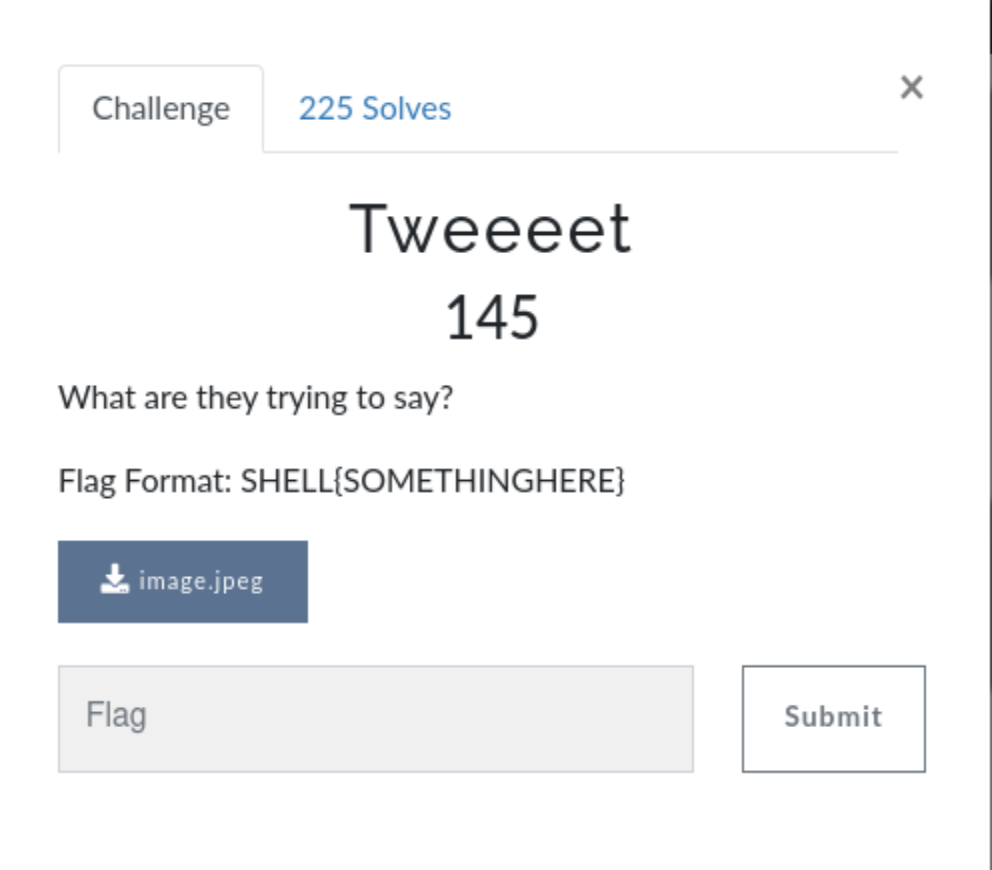 Challenge
225 Solves
×
Tweeeet
145
What are they trying to say?
Flag Format: SHELL{SOMETHINGHERE}
image.jpeg
Flag
Submit